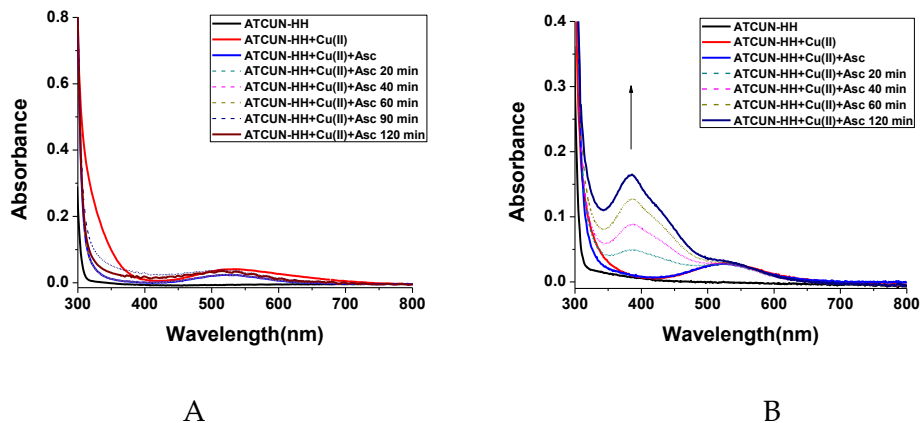 ATCUN-HH
ATCUN-HH+Cu(II)
ATCUN-HH+Cu(II)+Asc
ATCUN-HH+Cu(II)+Asc 20 min
ATCUN-HH+Cu(II)+Asc 40 min
ATCUN-HH+Cu(II)+Asc 60 min
ATCUN-HH+Cu(II)+Asc 90 min
ATCUN-HH+Cu(II)+Asc 120 min
0.8
0.6
0.4
0.2
0.0
Absorbance
300 400 500 600 700 800
Wavelength(nm)
A
ATCUN-HH
ATCUN-HH+Cu(II)
ATCUN-HH+Cu(II)+Asc
ATCUN-HH+Cu(II)+Asc 20 min
ATCUN-HH+Cu(II)+Asc 40 min
ATCUN-HH+Cu(II)+Asc 60 min
ATCUN-HH+Cu(II)+Asc 120 min
0.4
0.3
0.2
0.1
0.0
Absorbance
300 400 500 600 700 800
Wavelength(nm)
B